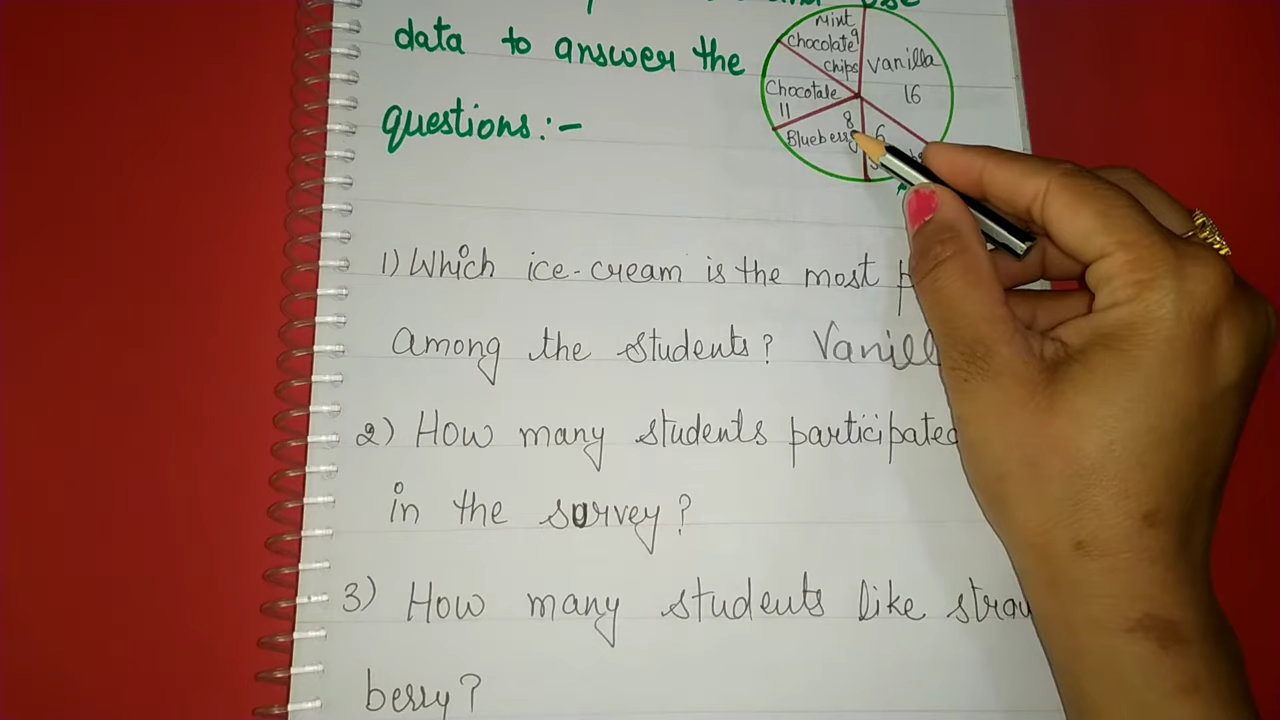 data to answer the
questions:-
Mint
chocolate 9
chips
Vanilla
16
Chocotale
11
8
Blueberry
6
1) Which ice-cream is the most
among the students? Vanill
2) How many students participated
in the survey?
3) How many students like straw
berry?